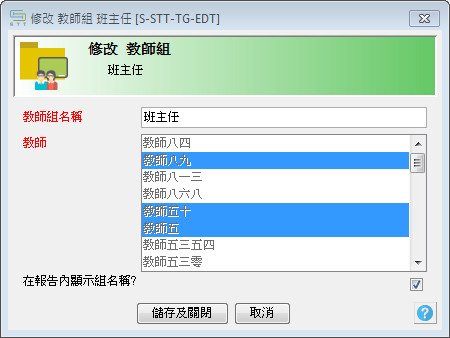 修改 教師組 班主任 [S-STT-TG-EDT]
修改 教師組
班主任
教師組名稱
班主任
教師
教師八四
教師八九
教師八一三
教師八六八
教師五十
教師五
教師五三五四
教師五三零
在報告內顯示組名稱?
儲存及關閉
取消
?